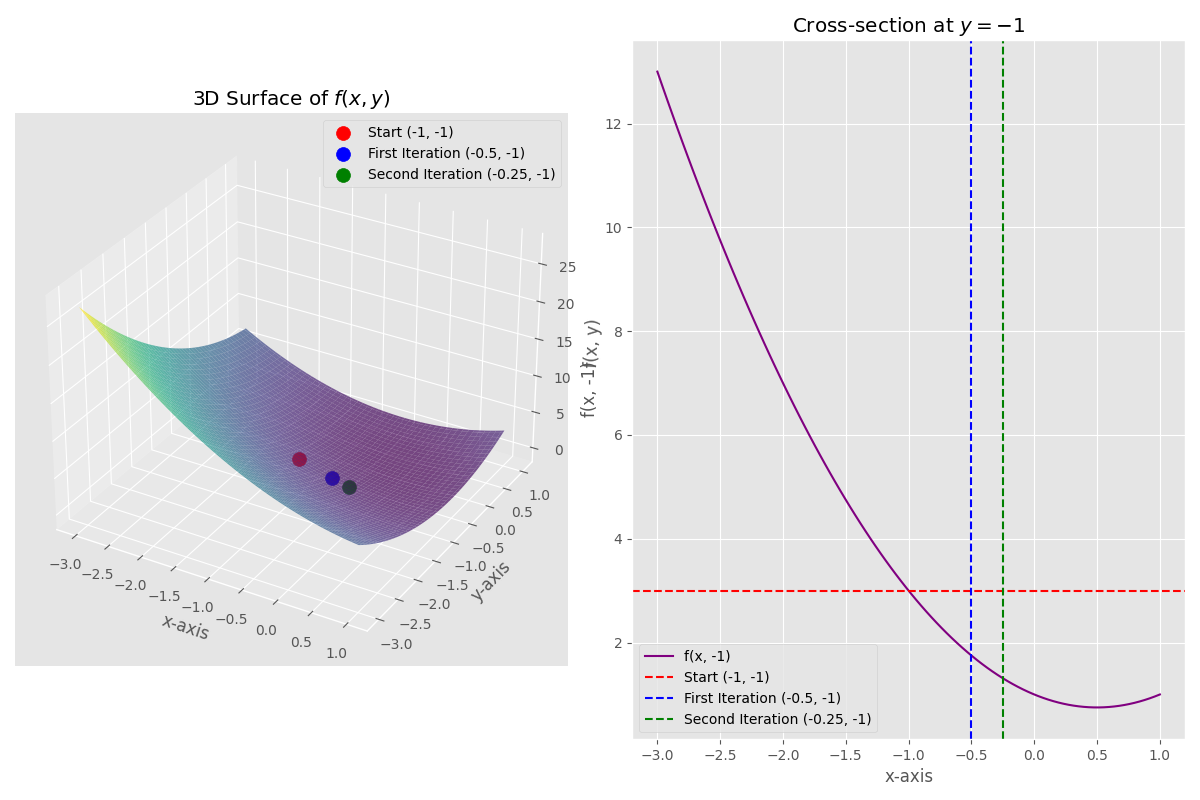 3D Surface of f(x, y)
Start (-1, -1)
First Iteration (-0.5, -1)
Second Iteration (-0.25, -1)
25
20
15
10
5
0
f(x, y)
1.0
0.5
0.0
−0.5
−1.0
−1.5
−2.0
−2.5
−3.0
y-axis
−3.0
−2.5
−2.0
−1.5
−1.0
−0.5
0.0
0.5
1.0
x-axis
Cross-section at y = −1
f(x, -1)
12
10
8
6
4
2
f(x, -1)
Start (-1, -1)
First Iteration (-0.5, -1)
Second Iteration (-0.25, -1)
−3.0 −2.5 −2.0 −1.5 −1.0 −0.5 0.0 0.5 1.0
x-axis